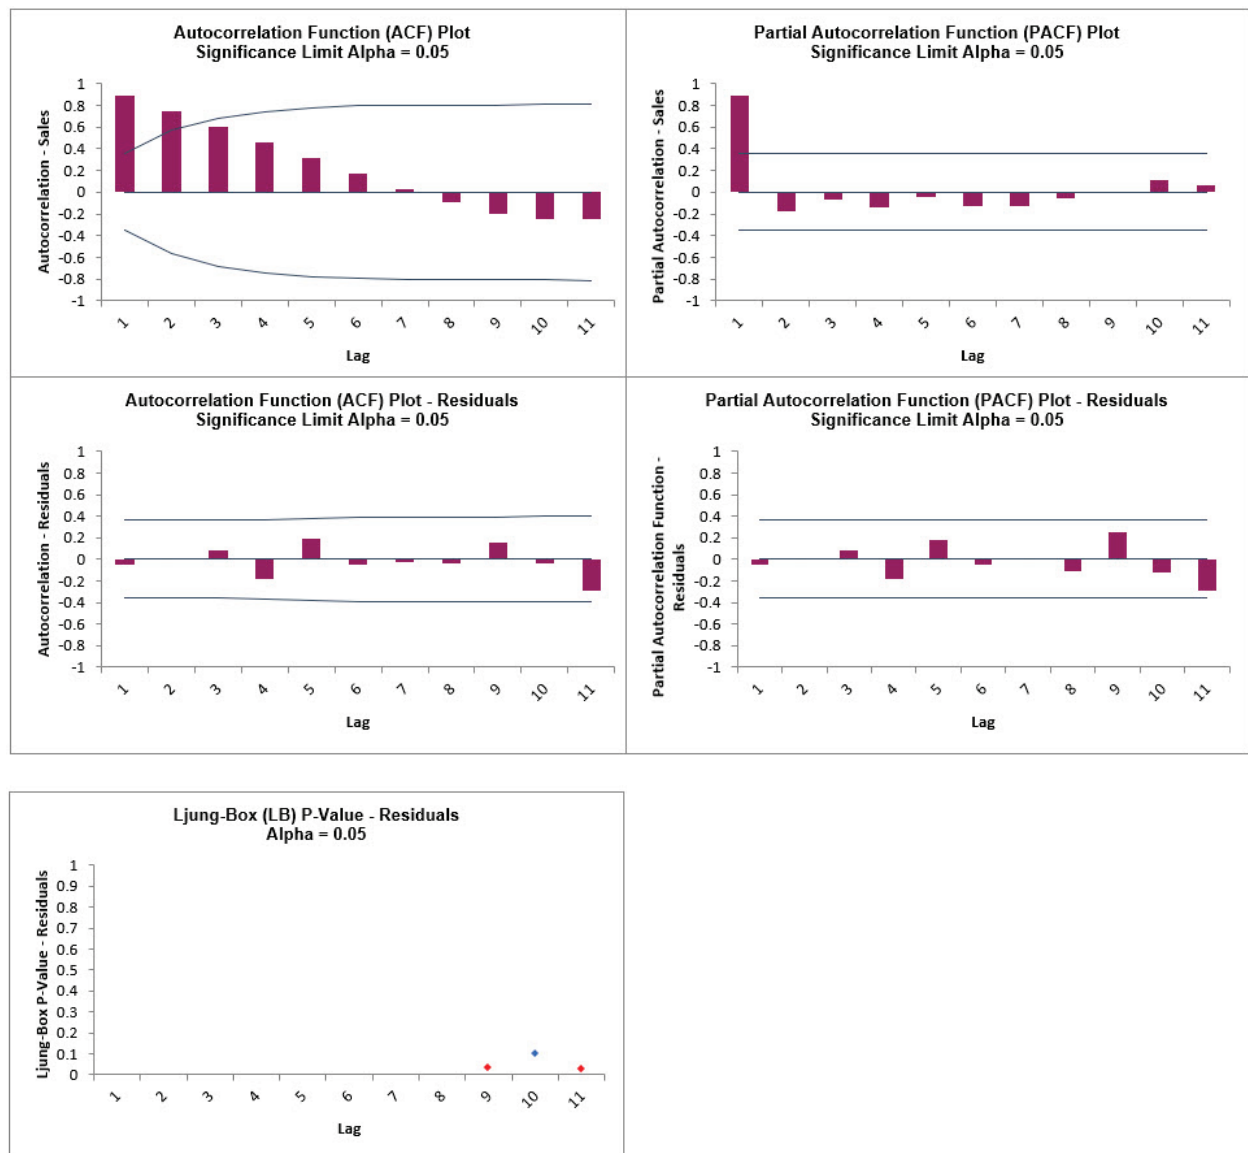 Autocorrelation Function (ACF) Plot
Significance Limit Alpha = 0.05
Autocorrelation - Sales
1
0.8
0.6
0.4
0.2
0
-0.2
-0.4
-0.6
-0.8
-1
1 2 3 4 5 6 7 8 9 10 11
Lag
Partial Autocorrelation Function (PACF) Plot
Significance Limit Alpha = 0.05
Partial Autocorrelation - Sales
1
0.8
0.6
0.4
0.2
0
-0.2
-0.4
-0.6
-0.8
-1
1 2 3 4 5 6 7 8 9 10 11
Lag
Autocorrelation Function (ACF) Plot - Residuals
Significance Limit Alpha = 0.05
Autocorrelation - Residuals
1
0.8
0.6
0.4
0.2
0
-0.2
-0.4
-0.6
-0.8
-1
1 2 3 4 5 6 7 8 9 10 11
Lag
Partial Autocorrelation Function (PACF) Plot - Residuals
Significance Limit Alpha = 0.05
Partial Autocorrelation Function -
Residuals
1
0.8
0.6
0.4
0.2
0
-0.2
-0.4
-0.6
-0.8
-1
1 2 3 4 5 6 7 8 9 10 11
Lag
Ljung-Box (LB) P-Value - Residuals
Alpha = 0.05
Ljung-Box P-Value - Residuals
1
0.9
0.8
0.7
0.6
0.5
0.4
0.3
0.2
0.1
0
1 2 3 4 5 6 7 8 9 10 11
Lag